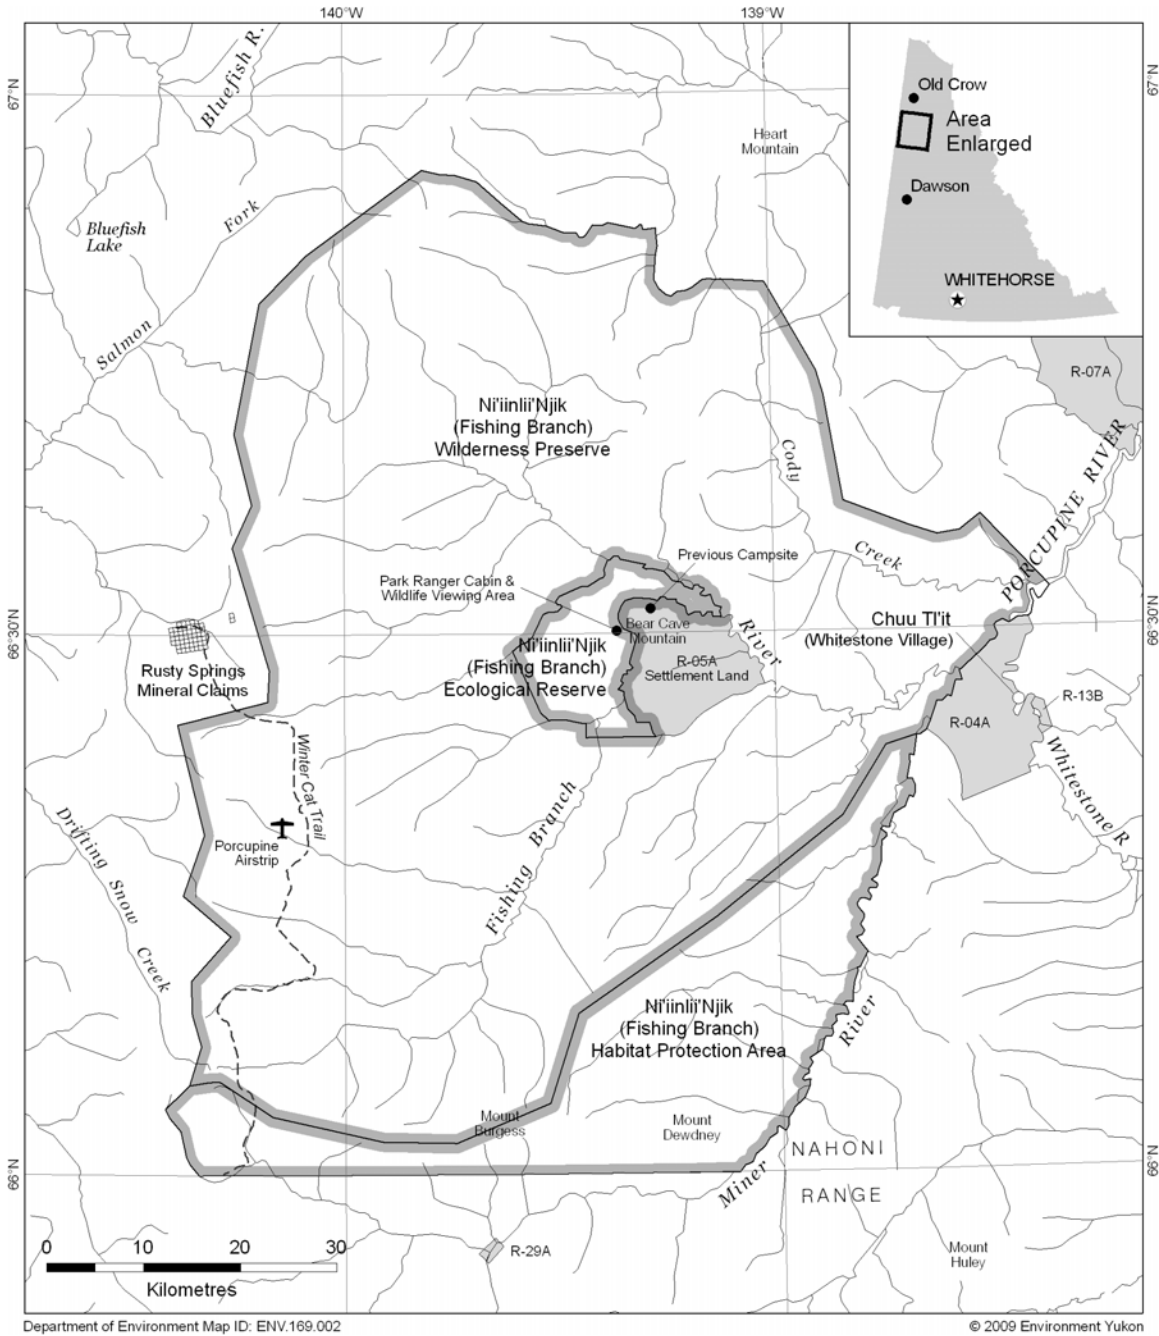 140°W
139°W
67°N
67°N
Bluefish R.
Heart
Mountain
Old Crow
Area
Enlarged
Dawson
WHITEHORSE
Bluefish
Lake
Salmon
Fork
R-07A
Ni'iinlii'Njik
(Fishing Branch)
Wilderness Preserve
Cody
Creek
PORCUPINE RIVER
Previous Campsite
Park Ranger Cabin &
Wildlife Viewing Area
Chuu Tl'it
(Whitestone Village)
66°30'N
66°30'N
Bear Cave
Mountain
River
Ni'iinlii'Njik
(Fishing Branch)
Ecological Reserve
R-05A
Settlement Land
Rusty Springs
Mineral Claims
R-13B
R-04A
Whitestone R
Winter Cat Trail
Porcupine
Airstrip
Drifting Snow Creek
Fishing Branch
Ni'iinlii'Njik
(Fishing Branch)
Habitat Protection Area
River
Mount
Burgess
Mount
Dewdney
NAHONI
RANGE
Miner
66°N
66°N
R-29A
Mount
Huley
0 10 20 30
Kilometres
Department of Environment Map ID: ENV.169.002
© 2009 Environment Yukon